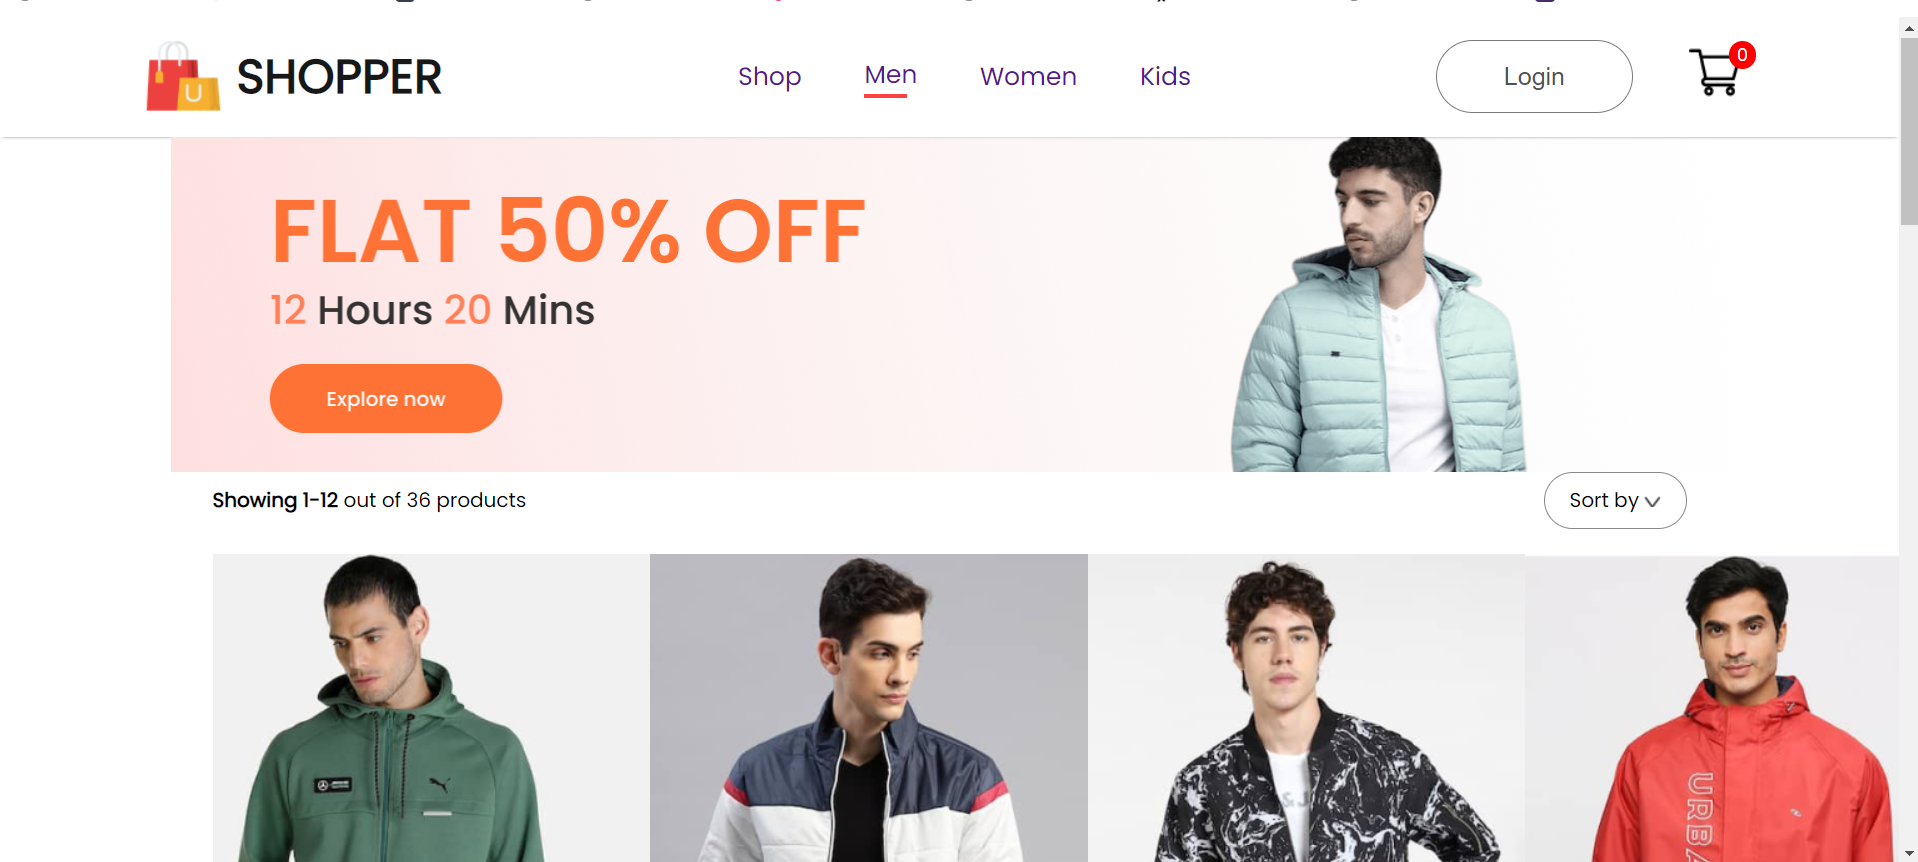 SHOPPER
Shop Men Women Kids
Login
0
FLAT 50% OFF
12 Hours 20 Mins
Explore now
Showing 1-12 out of 36 products
Sort by
U
URBA